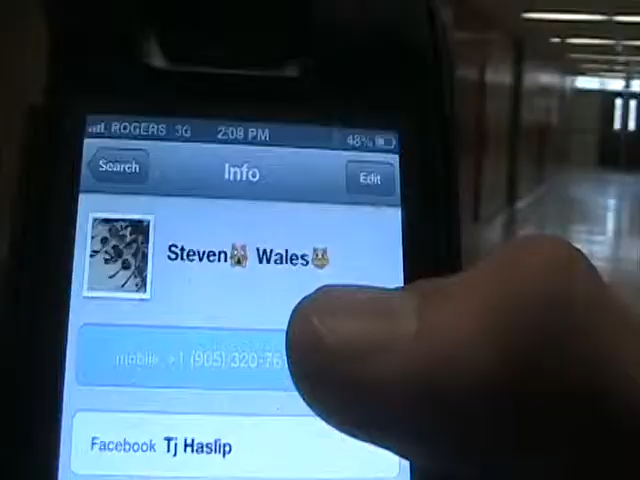 ROGERS 3G 2:08 PM 48%
Search Info Edit
Steven🙀 Wales😼
mobile +1 (905) 320-76
Facebook Tj Haslip